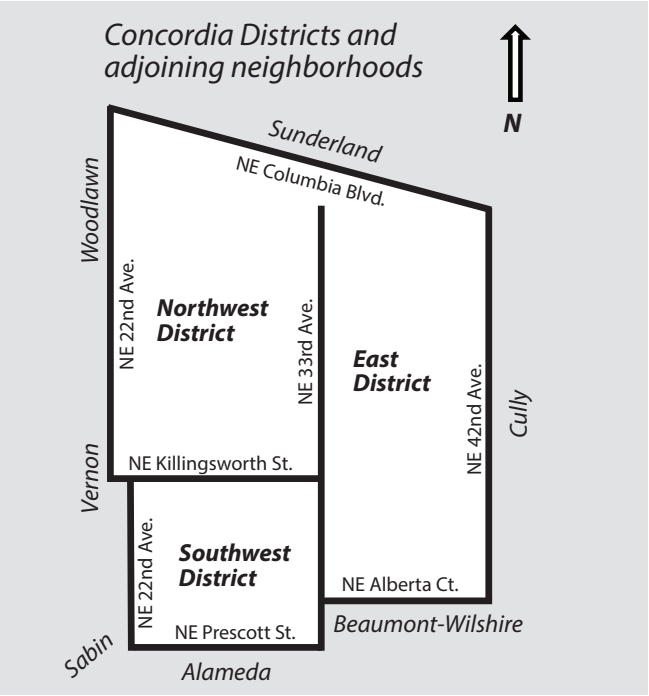 Concordia Districts and
adjoining neighborhoods
N
Sunderland
NE Columbia Blvd.
Woodlawn
NE 22nd Ave.
Northwest
District
NE 33rd Ave.
East
District
NE 42nd Ave.
Cully
Vernon
NE Killingsworth St.
NE 22nd Ave.
Southwest
District
NE Alberta Ct.
NE Prescott St.
Beaumont-Wilshire
Sabin
Alameda